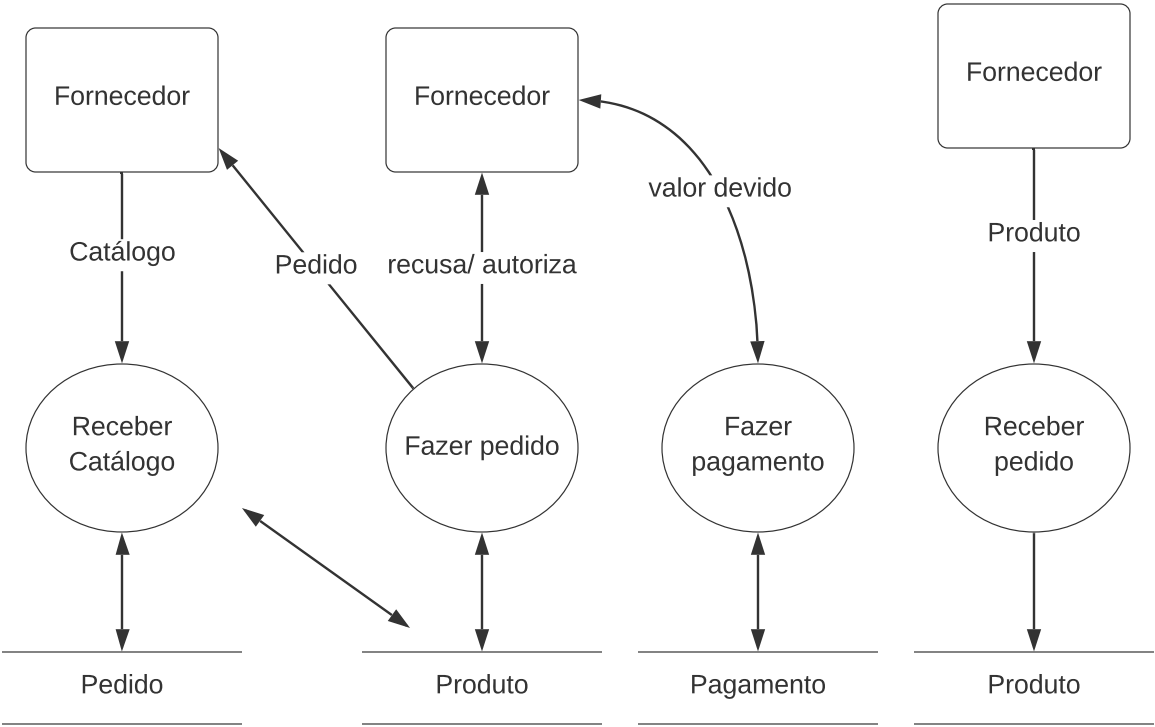 Fornecedor
Fornecedor
Fornecedor
valor devido
Produto
Catálogo
Pedido
recusa/ autoriza
Receber
Catálogo
Fazer pedido
Fazer
pagamento
Receber
pedido
Pedido
Produto
Pagamento
Produto